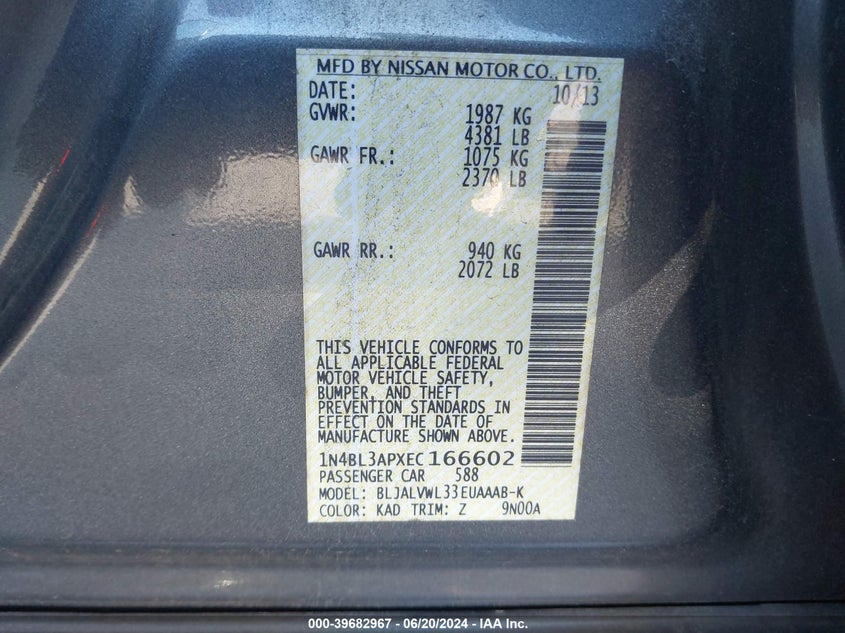 MFD BY NISSAN MOTOR CO., LTD.
DATE: 10/13
GVWR: 1987 KG
4381 LB
GAWR FR.: 1075 KG
2370 LB
GAWR RR.: 940 KG
2072 LB
THIS VEHICLE CONFORMS TO
ALL APPLICABLE FEDERAL
MOTOR VEHICLE SAFETY,
BUMPER, AND THEFT
PREVENTION STANDARDS IN
EFFECT ON THE DATE OF
MANUFACTURE SHOWN ABOVE.
1N4BL3APXEC166602
PASSENGER CAR 588
MODEL: BLJALVWL33EUAAAB-K
COLOR: KAD TRIM: Z 9N00A
000-39682967 - 06/20/2024 - IAA Inc.